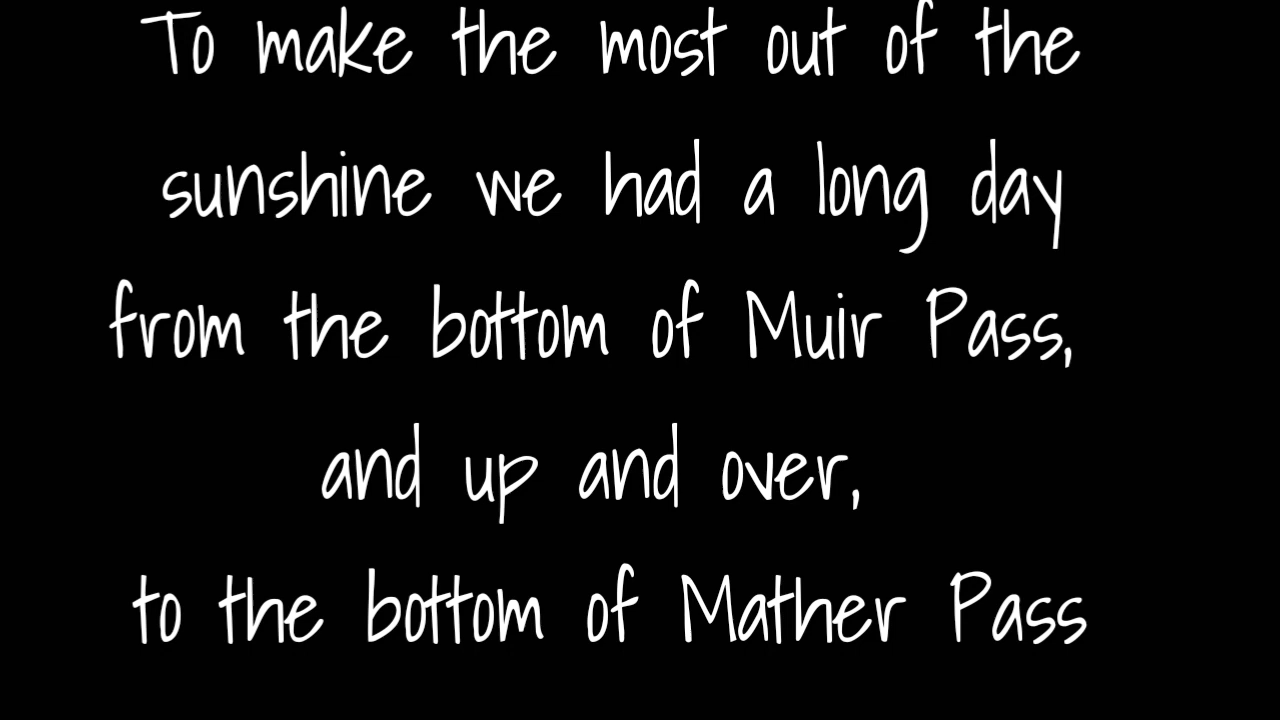 To make the most out of the
sunshine we had a long day
from the bottom of Muir Pass,
and up and over,
to the bottom of Mather Pass